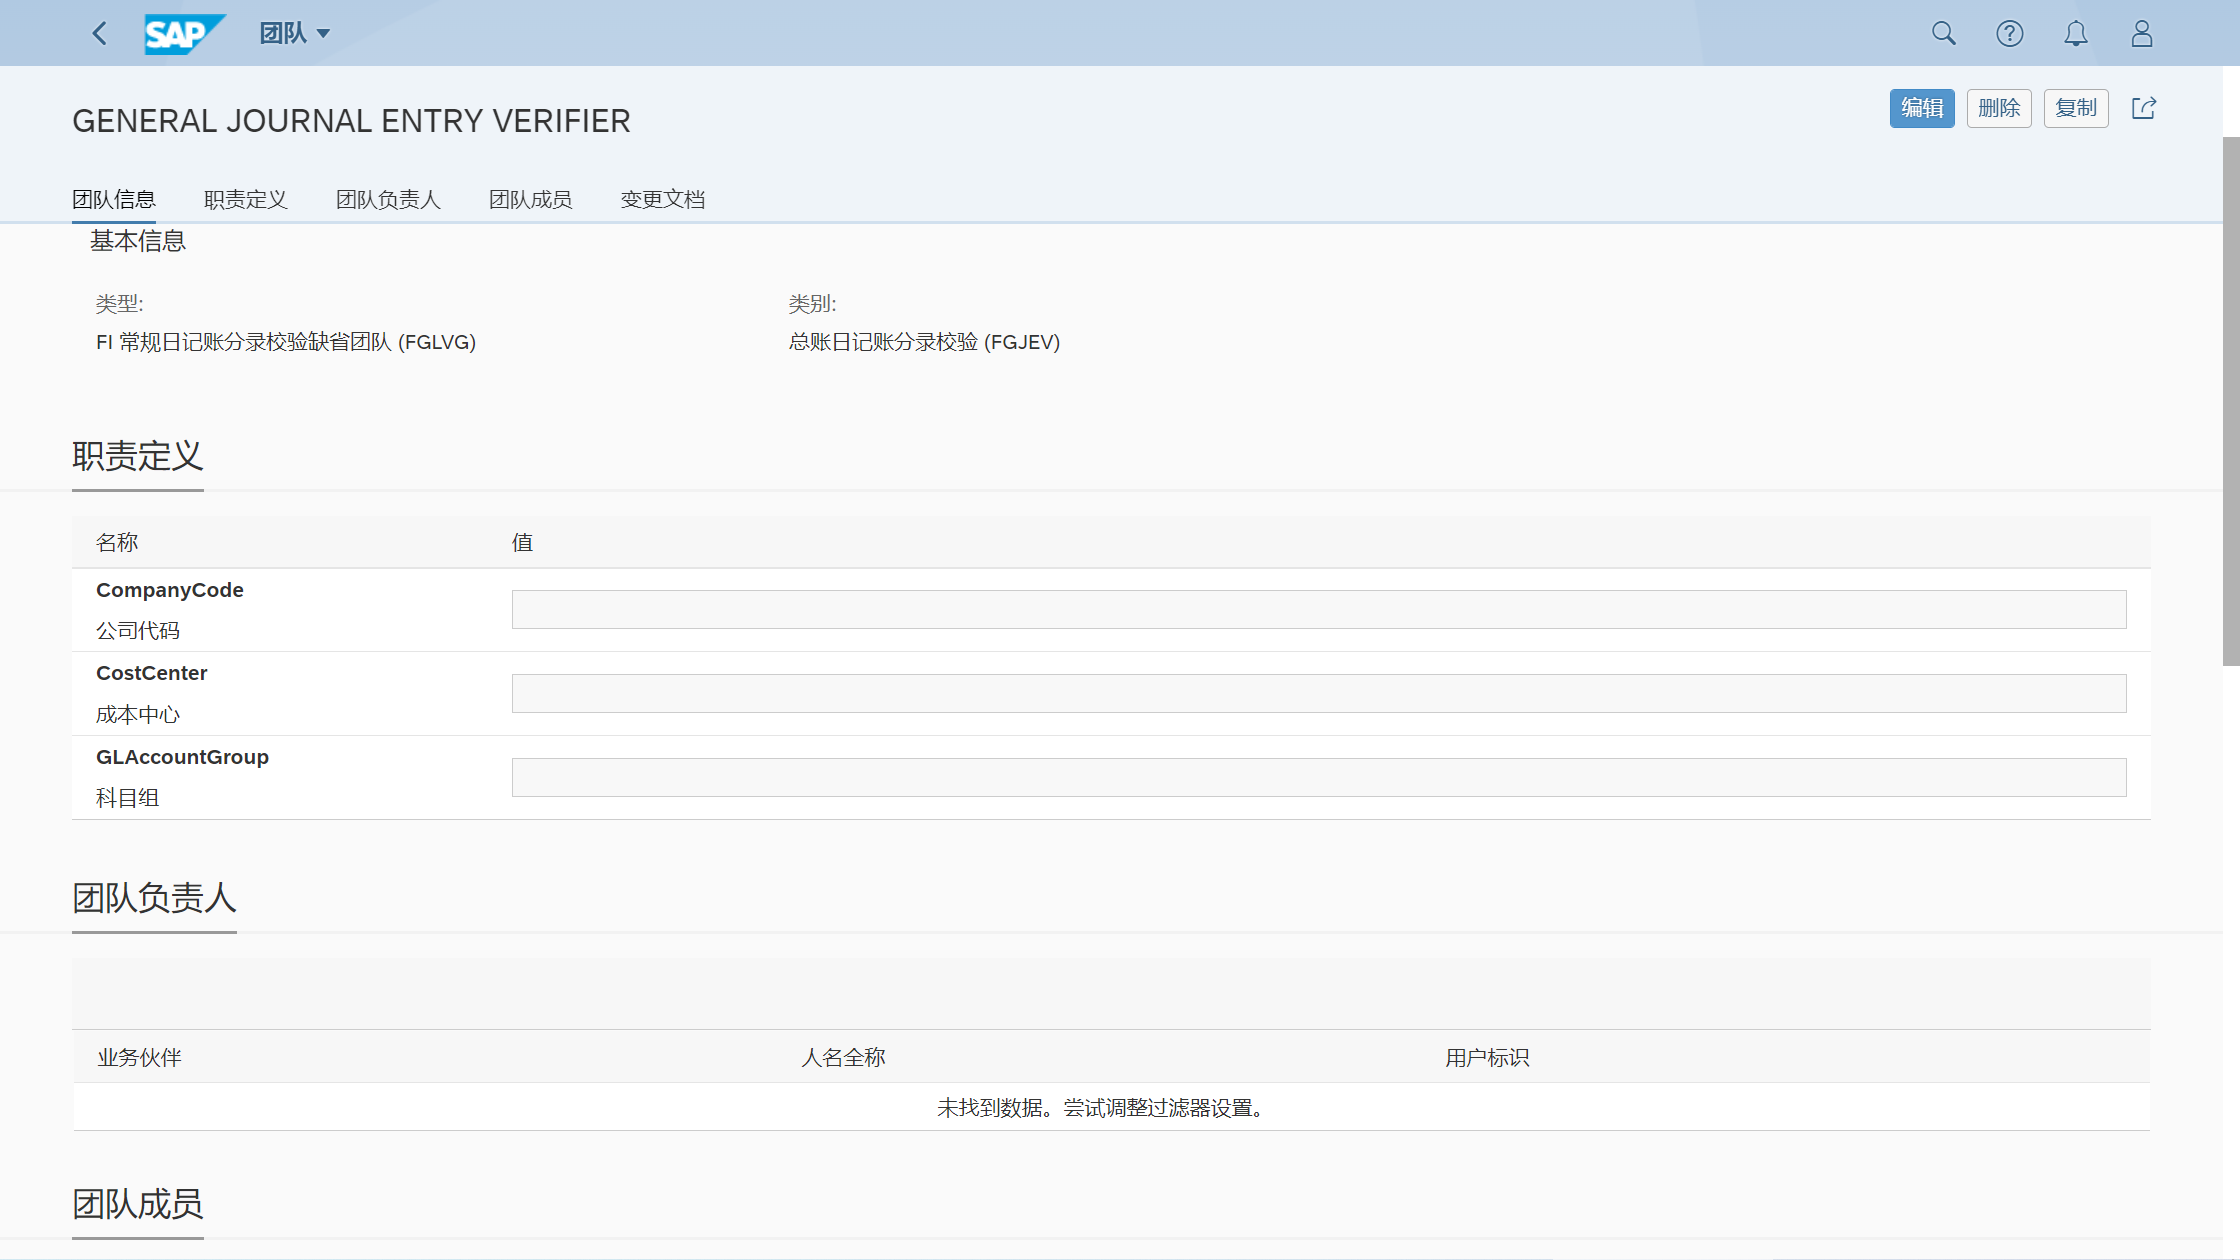 SAP 团队
GENERAL JOURNAL ENTRY VERIFIER
编辑 删除 复制
团队信息 职责定义 团队负责人 团队成员 变更文档
基本信息
类型: 类别:
FI 常规日记账分录校验缺省团队 (FGLVG) 总账日记账分录校验 (FGJEV)
职责定义
名称 值
CompanyCode
公司代码
CostCenter
成本中心
GLAccountGroup
科目组
团队负责人
业务伙伴 人名全称 用户标识
未找到数据。尝试调整过滤器设置。
团队成员